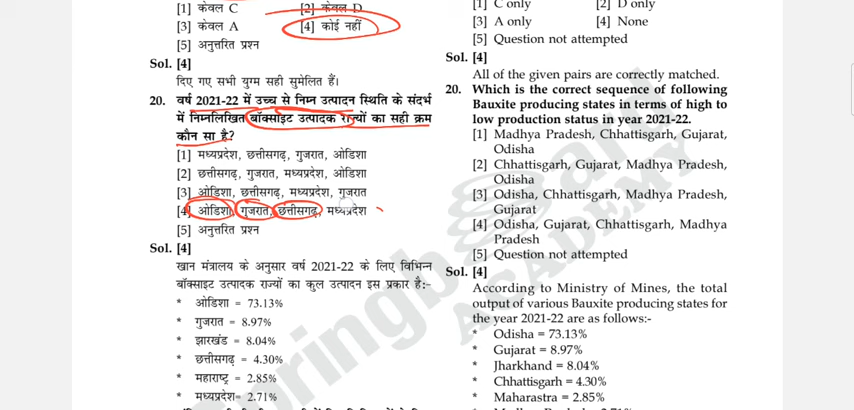 [1] केवल C [2] केवल D
[3] केवल A [4] कोई नहीं
[5] अनुत्तरित प्रश्न
Sol. [4]
दिए गए सभी युग्म सही सुमेलित हैं।
20. वर्ष 2021-22 में उच्च से निम्न उत्पादन स्थिति के संदर्भ
में निम्नलिखित बॉक्साइट उत्पादक राज्यों का सही क्रम
कौन सा है?
[1] मध्यप्रदेश, छत्तीसगढ़, गुजरात, ओडिशा
[2] छत्तीसगढ़, गुजरात, मध्यप्रदेश, ओडिशा
[3] ओडिशा, छत्तीसगढ़, मध्यप्रदेश, गुजरात
[4] ओडिशा, गुजरात, छत्तीसगढ़, मध्यप्रदेश
[5] अनुत्तरित प्रश्न
Sol. [4]
खान मंत्रालय के अनुसार वर्ष 2021-22 के लिए विभिन्न
बॉक्साइट उत्पादक राज्यों का कुल उत्पादन इस प्रकार है:-
* ओडिशा = 73.13%
* गुजरात = 8.97%
* झारखंड = 8.04%
* छत्तीसगढ़ = 4.30%
* महाराष्ट्र = 2.85%
* मध्यप्रदेश= 2.71%
[1] C only [2] D only
[3] A only [4] None
[5] Question not attempted
Sol. [4]
All of the given pairs are correctly matched.
20. Which is the correct sequence of following
Bauxite producing states in terms of high to
low production status in year 2021-22.
[1] Madhya Pradesh, Chhattisgarh, Gujarat,
Odisha
[2] Chhattisgarh, Gujarat, Madhya Pradesh,
Odisha
[3] Odisha, Chhattisgarh, Madhya Pradesh,
Gujarat
[4] Odisha, Gujarat, Chhattisgarh, Madhya
Pradesh
[5] Question not attempted
Sol. [4]
According to Ministry of Mines, the total
output of various Bauxite producing states for
the year 2021-22 are as follows:-
* Odisha = 73.13%
* Gujarat = 8.97%
* Jharkhand = 8.04%
* Chhattisgarh = 4.30%
* Maharastra = 2.85%
ACADEMY